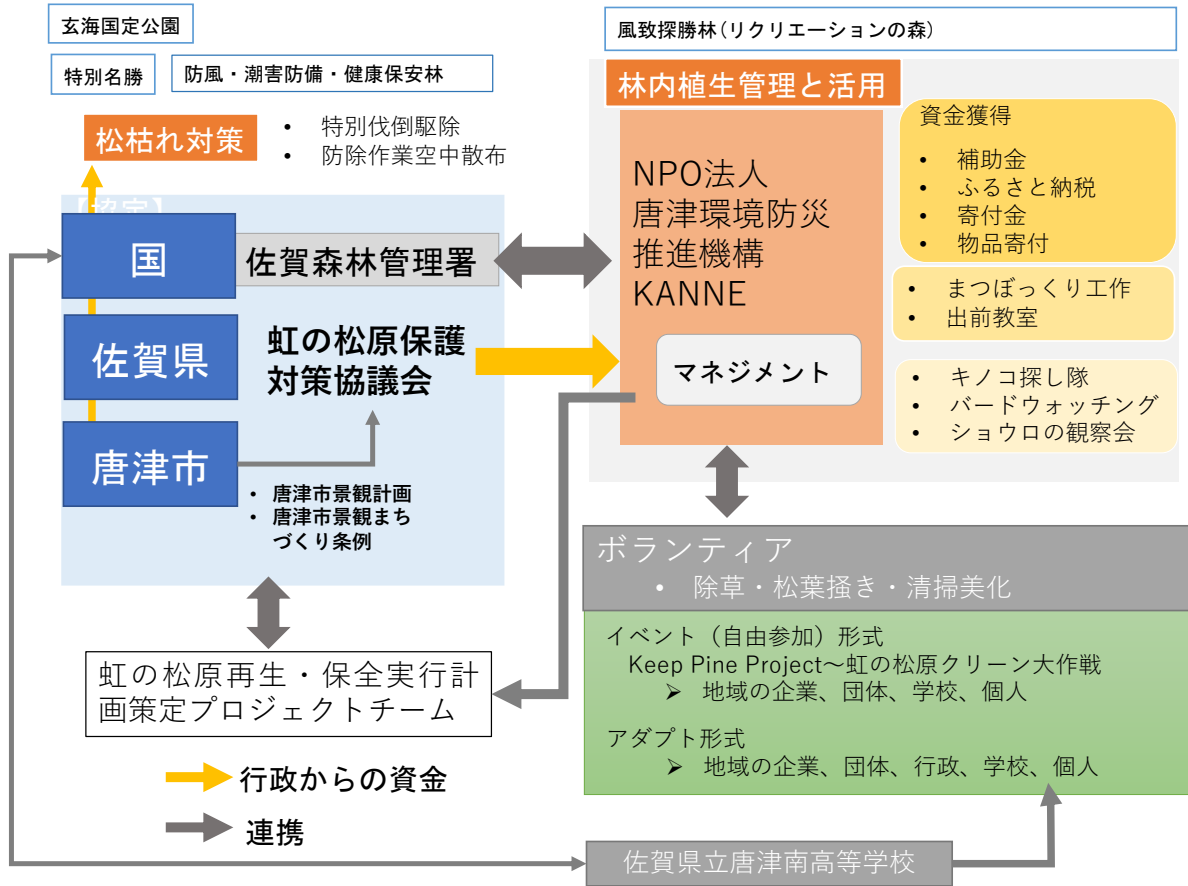 玄海国定公園
特別名勝
防風・潮害防備・健康保安林
松枯れ対策
• 特別伐倒駆除
• 防除作業空中散布
【協定】
国
佐賀森林管理署
佐賀県
虹の松原保護
対策協議会
唐津市
• 唐津市景観計画
• 唐津市景観まち
づくり条例
虹の松原再生・保全実行計
画策定プロジェクトチーム
行政からの資金
連携
風致探勝林(リクリエーションの森)
林内植生管理と活用
NPO法人
唐津環境防災
推進機構
KANNE
マネジメント
資金獲得
• 補助金
• ふるさと納税
• 寄付金
• 物品寄付
• まつぼっくり工作
• 出前教室
• キノコ探し隊
• バードウォッチング
• ショウロの観察会
ボランティア
• 除草・松葉掻き・清掃美化
イベント（自由参加）形式
Keep Pine Project～虹の松原クリーン大作戦
➢ 地域の企業、団体、学校、個人
アダプト形式
➢ 地域の企業、団体、行政、学校、個人
佐賀県立唐津南高等学校